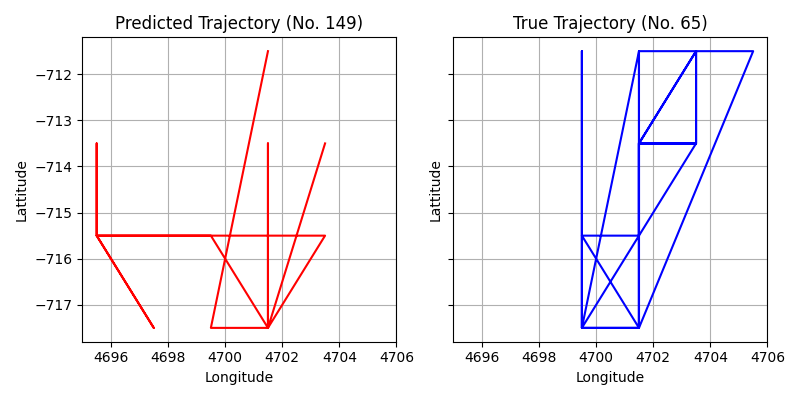 Predicted Trajectory (No. 149)
True Trajectory (No. 65)
Lattitude
−712
−713
−714
−715
−716
−717
4696 4698 4700 4702 4704 4706
Longitude
Lattitude
4696 4698 4700 4702 4704 4706
Longitude